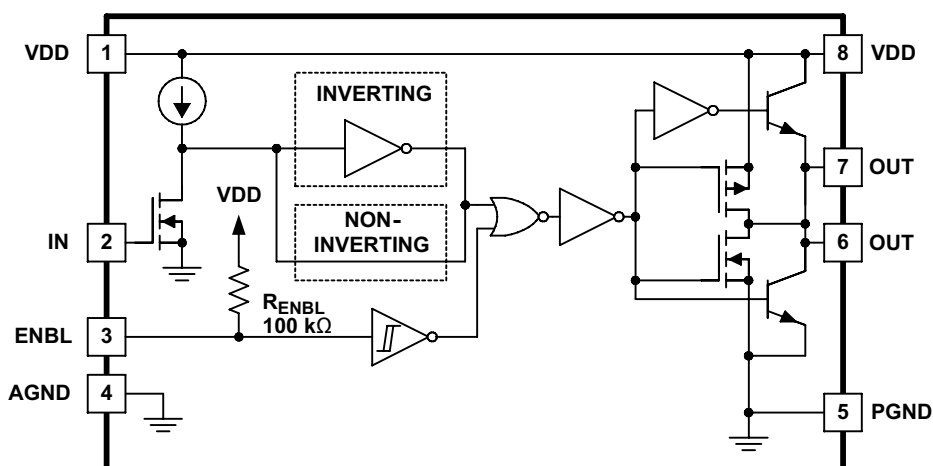 VDD 1
8 VDD
INVERTING
7 OUT
VDD
NON-
INVERTING
IN 2
6 OUT
RENBL
100 kΩ
ENBL 3
AGND 4
5 PGND